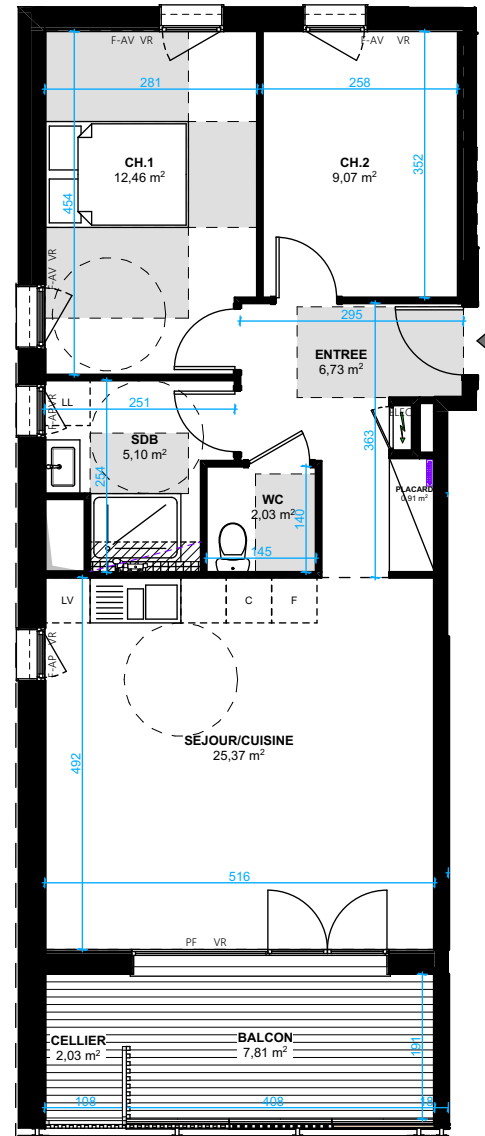 F-AV VR
F-AV VR
281
258
CH.1
12,46 m²
CH.2
9,07 m²
352
454
F-AV VR
295
ENTREE
6,73 m²
F-AP VR
LL
251
SDB
5,10 m²
254
363
ELEC
PLACARD
0,91 m²
WC
2,03 m²
140
145
LV
C
F
F-AP VR
SEJOUR/CUISINE
25,37 m²
492
516
PF VR
CELLIER
2,03 m²
BALCON
7,81 m²
191
108
408
18